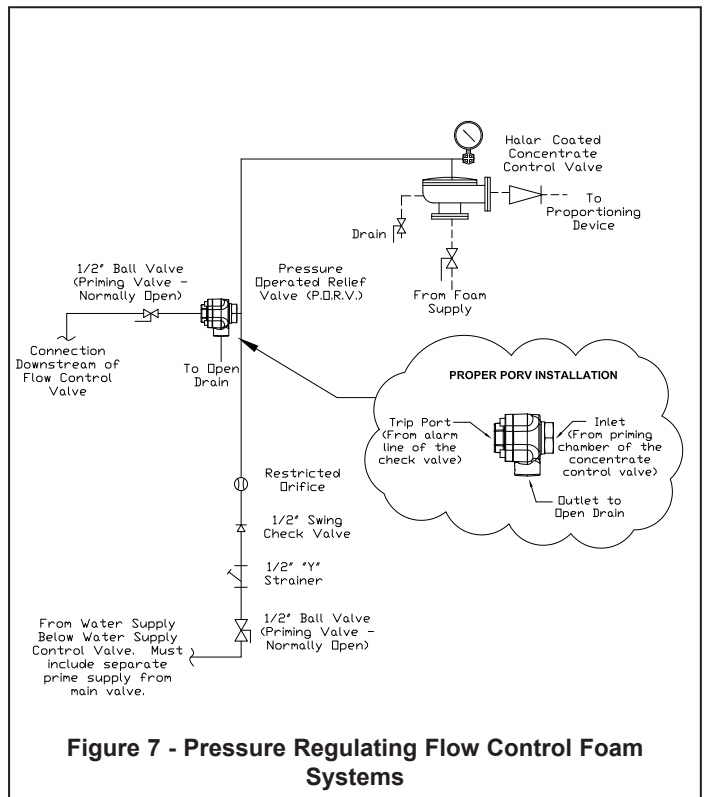 Halar Coated
Concentrate
Control Valve
To
Proportioning
Device
Drain
From Foam
Supply
1/2" Ball Valve
(Priming Valve -
Normally Open)
Pressure
Operated Relief
Valve (P.O.R.V.)
Connection
Downstream of
Flow Control
Valve
To Open
Drain
PROPER PORV INSTALLATION
Trip Port
(From alarm
line of the
check valve)
Inlet
(From priming
chamber of the
concentrate
control valve)
Outlet to
Open Drain
Restricted
Orifice
1/2" Swing
Check Valve
1/2" "Y"
Strainer
1/2" Ball Valve
(Priming Valve -
Normally Open)
From Water Supply
Below Water Supply
Control Valve. Must
include separate
prime supply from
main valve.
Figure 7 - Pressure Regulating Flow Control Foam
Systems